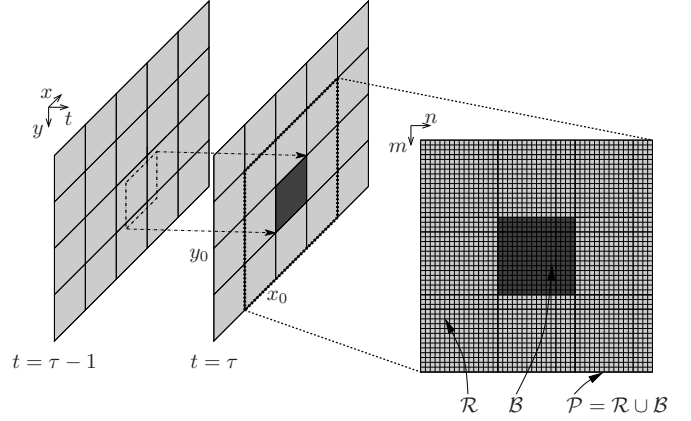 x
t
y
n
m
y₀
x₀
t = τ − 1
t = τ
ℛ
ℬ
𝒫 = ℛ ∪ ℬ